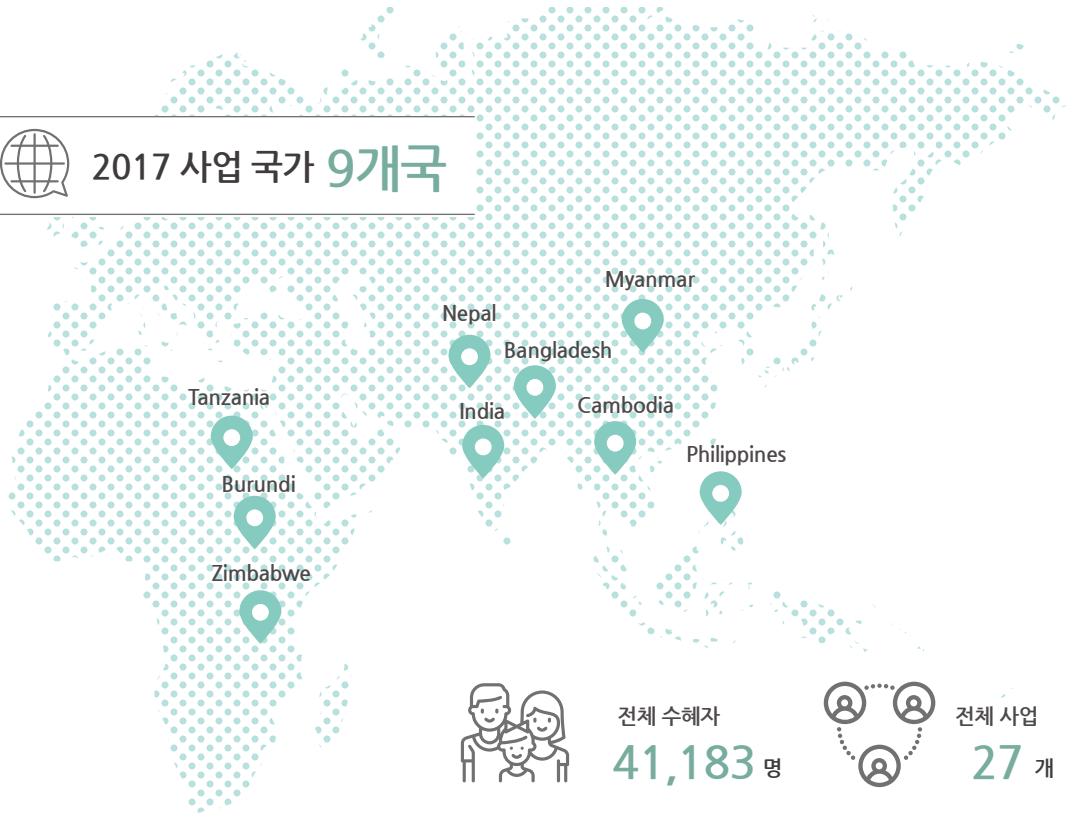 2017 사업 국가 9개국
Myanmar
Nepal
Bangladesh
Tanzania
India
Cambodia
Philippines
Burundi
Zimbabwe
전체 수혜자
41,183 명
전체 사업
27 개